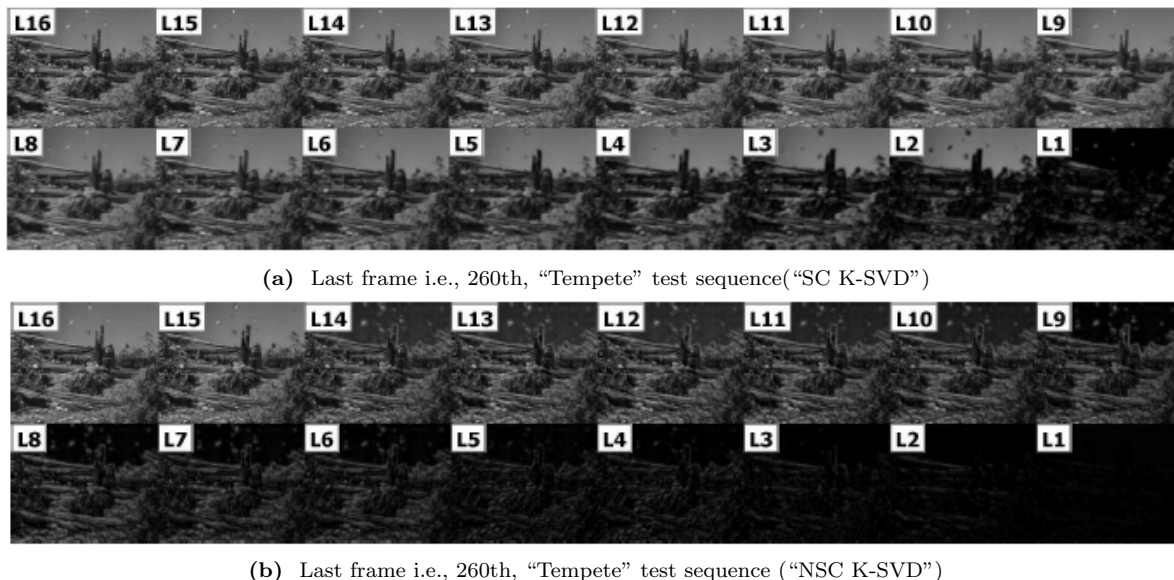 L16 L15 L14 L13 L12 L11 L10 L9
L8 L7 L6 L5 L4 L3 L2 L1
(a) Last frame i.e., 260th, “Tempete” test sequence(“SC K-SVD”)
L16 L15 L14 L13 L12 L11 L10 L9
L8 L7 L6 L5 L4 L3 L2 L1
(b) Last frame i.e., 260th, “Tempete” test sequence (“NSC K-SVD”)